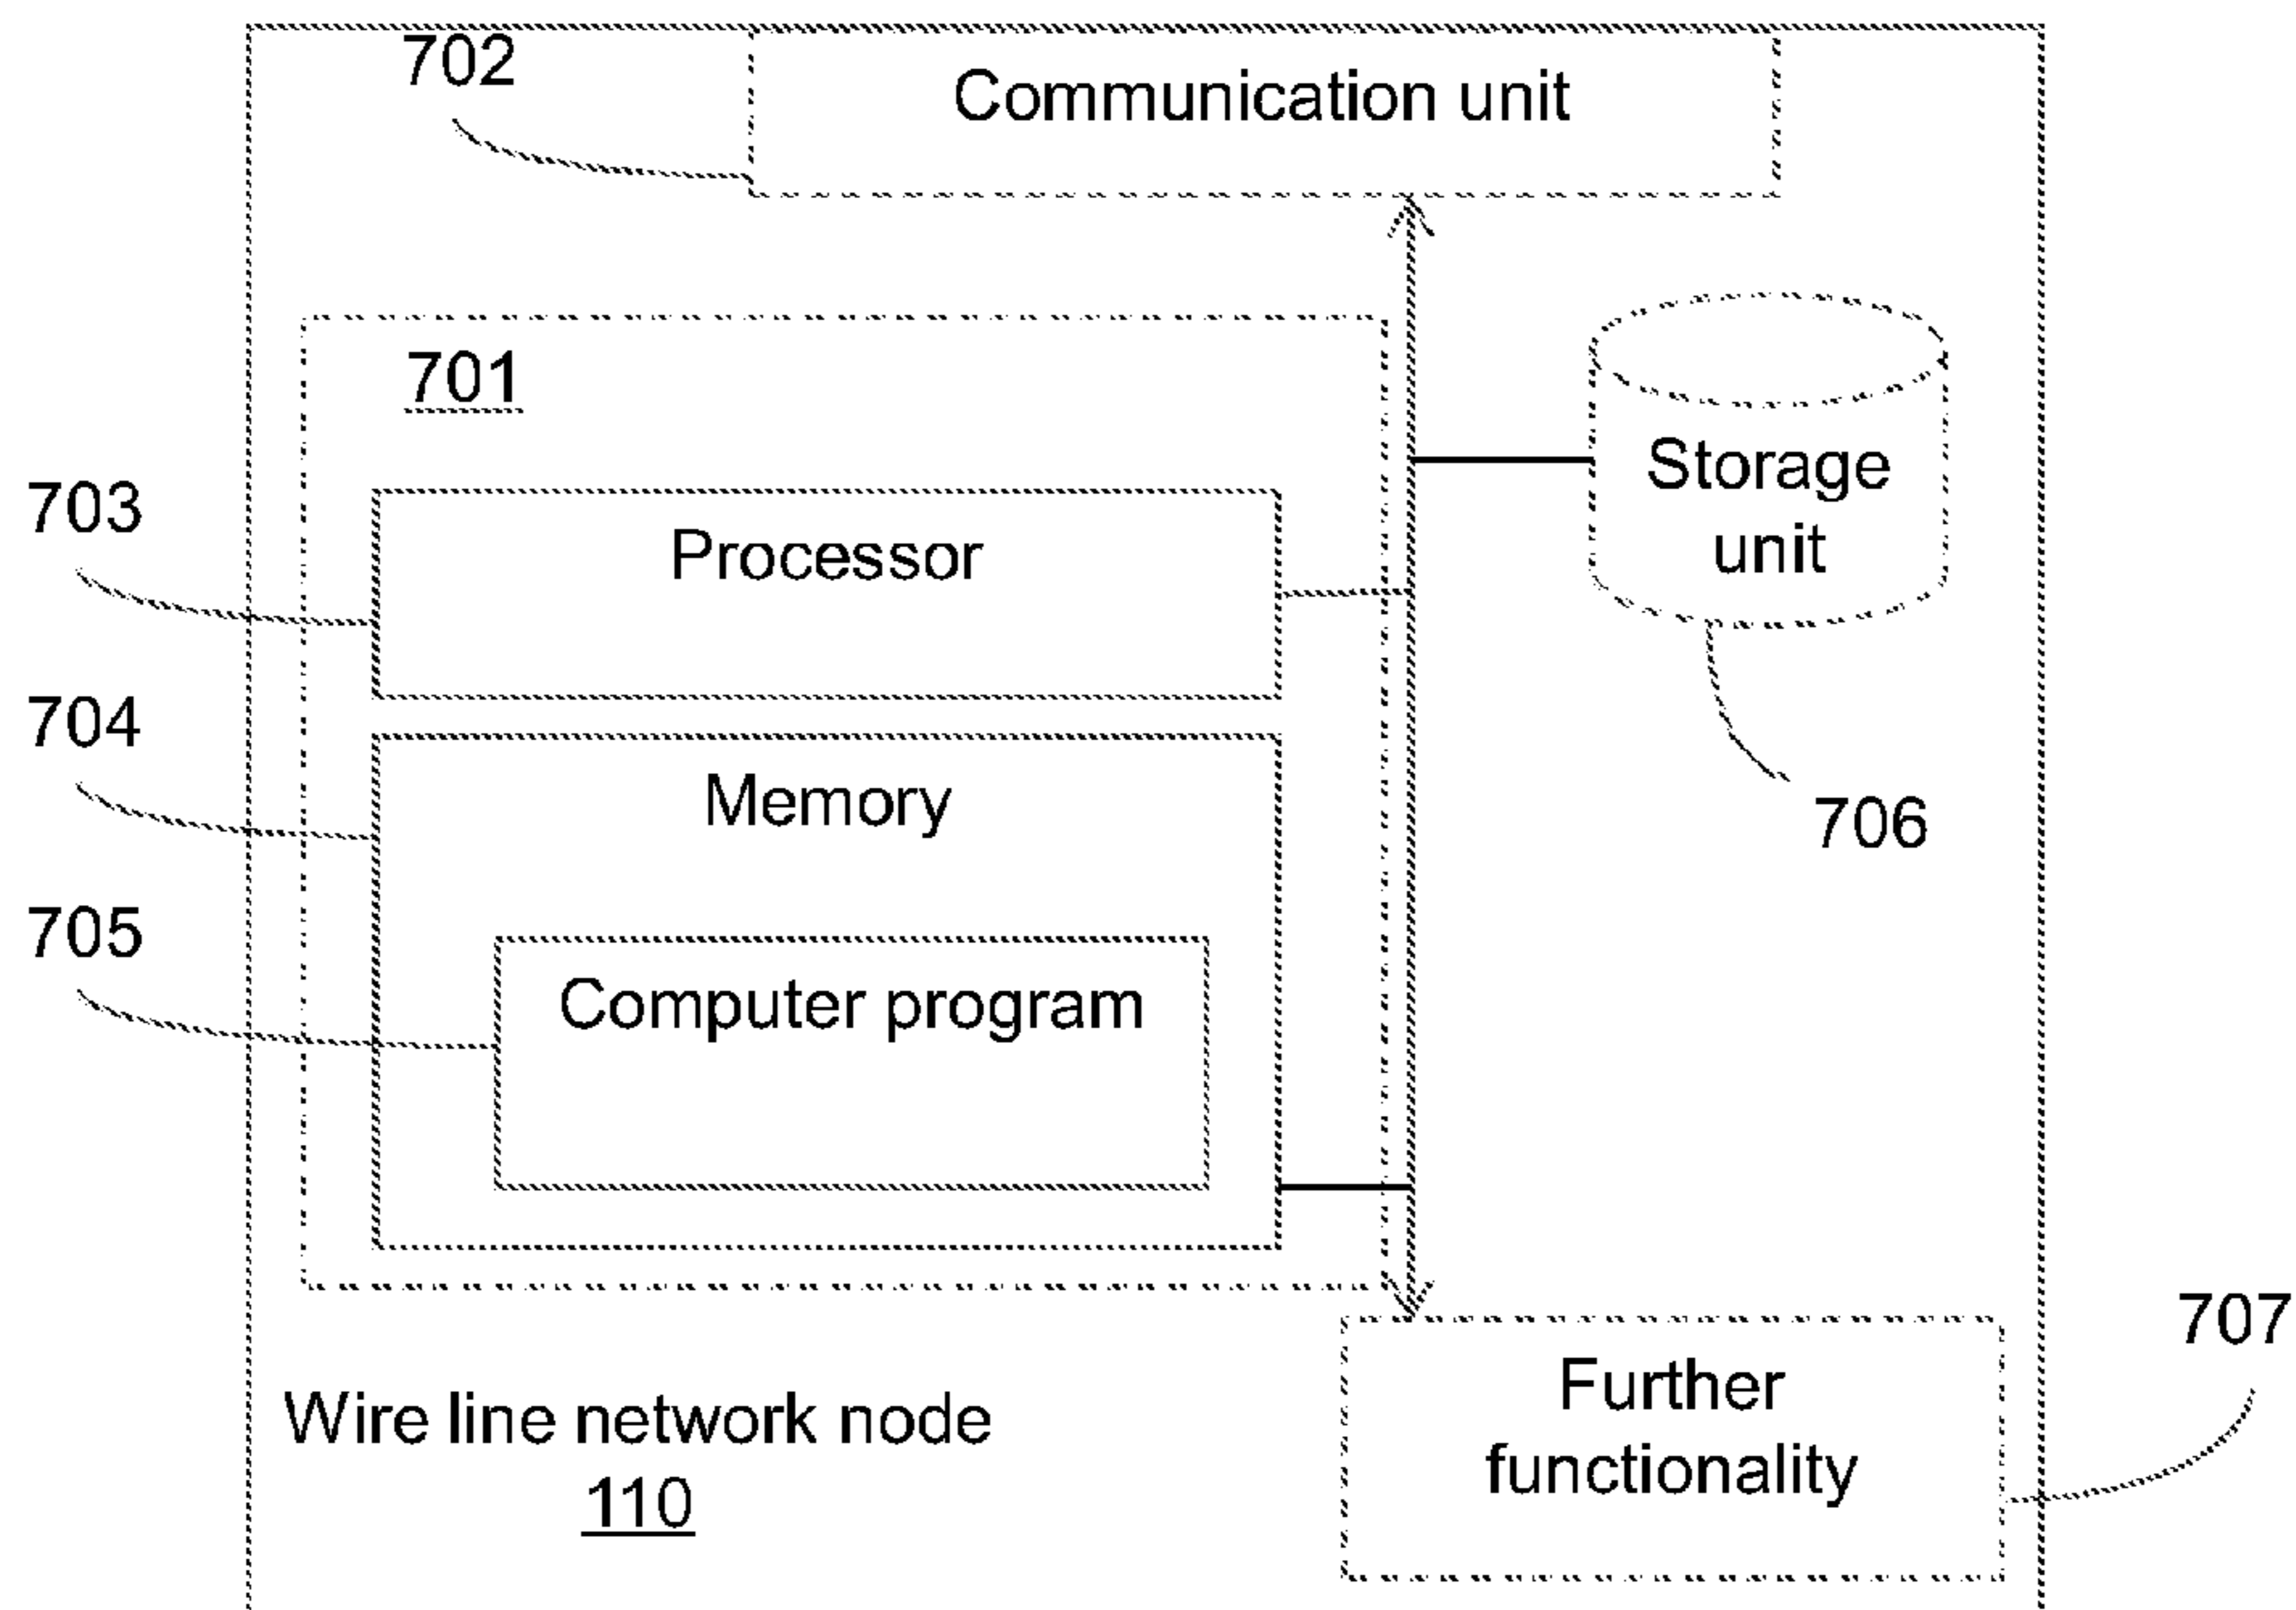 702
Communication unit
701
703
Processor
Storage
unit
704
Memory
706
705
Computer program
707
Further
functionality
Wire line network node
110